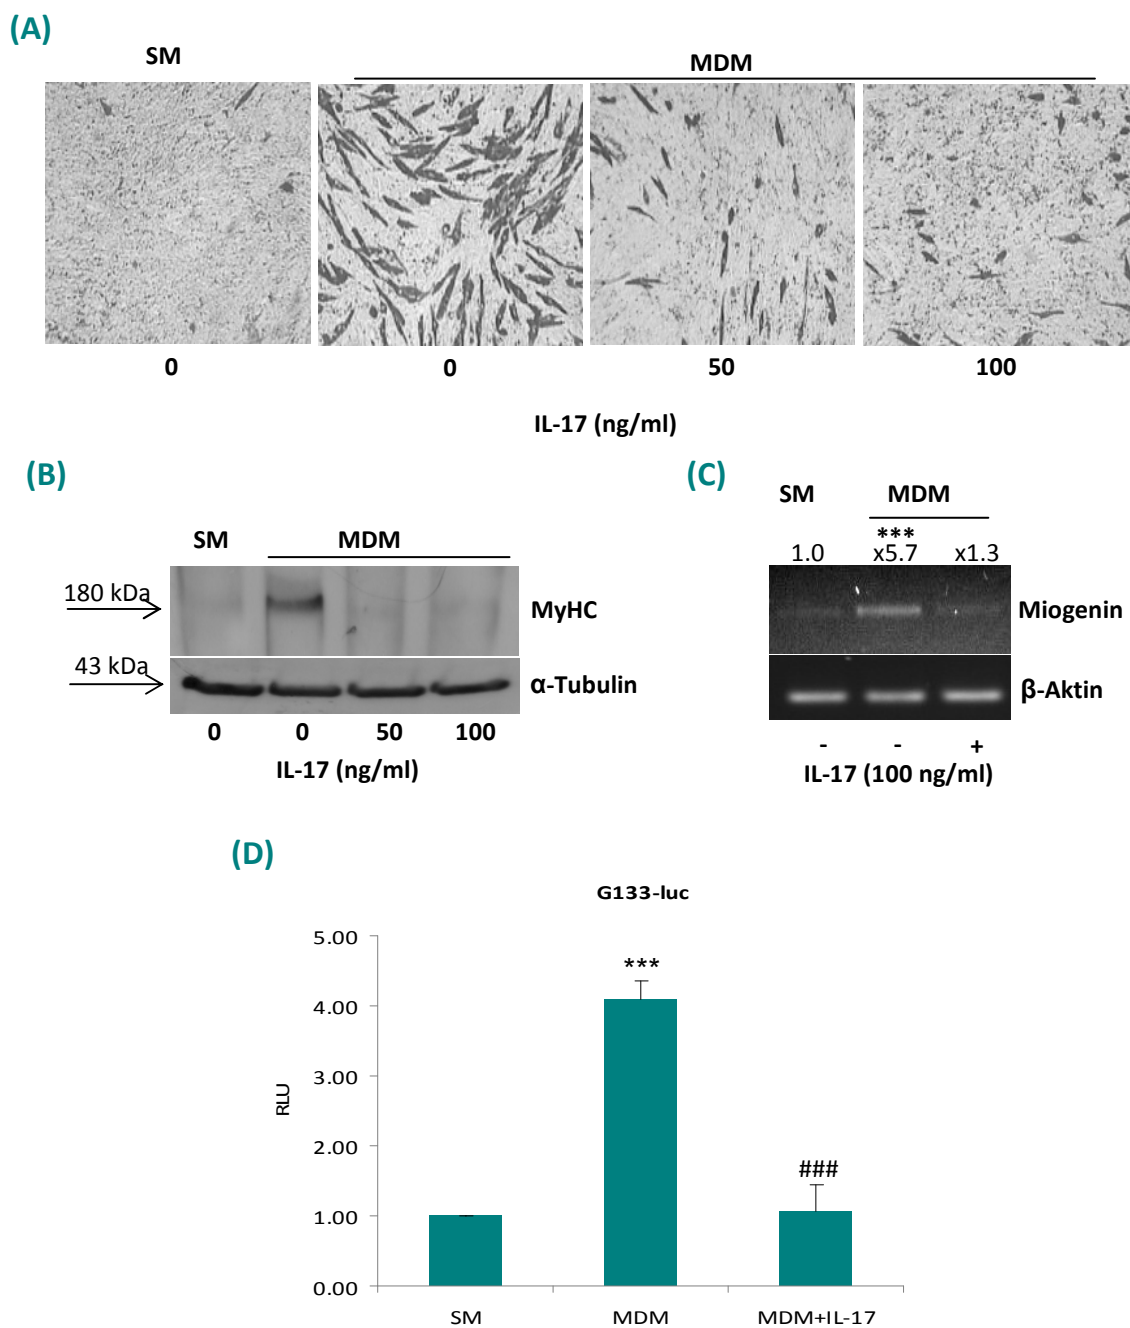 (A)
SM
MDM
0
0
50
100
IL-17 (ng/ml)
(B)
SM
MDM
180 kDa
MyHC
43 kDa
α-Tubulin
0
0
50
100
IL-17 (ng/ml)
(C)
SM
MDM
***
1.0
x5.7
x1.3
Miogenin
β-Aktin
-
-
+
IL-17 (100 ng/ml)
(D)
G133-luc
5.00
4.00
3.00
2.00
1.00
0.00
RLU
***
###
SM
MDM
MDM+IL-17